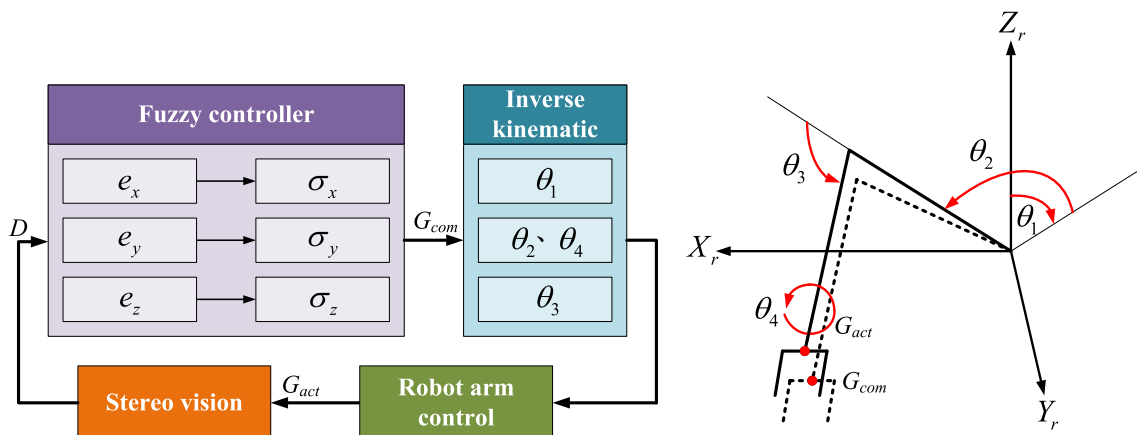 Fuzzy controller
e_x
σ_x
e_y
σ_y
e_z
σ_z
D
G_com
Inverse
kinematic
θ_1
θ_2、θ_4
θ_3
Stereo vision
G_act
Robot arm
control
Z_r
θ_2
θ_3
θ_1
X_r
θ_4
G_act
G_com
Y_r